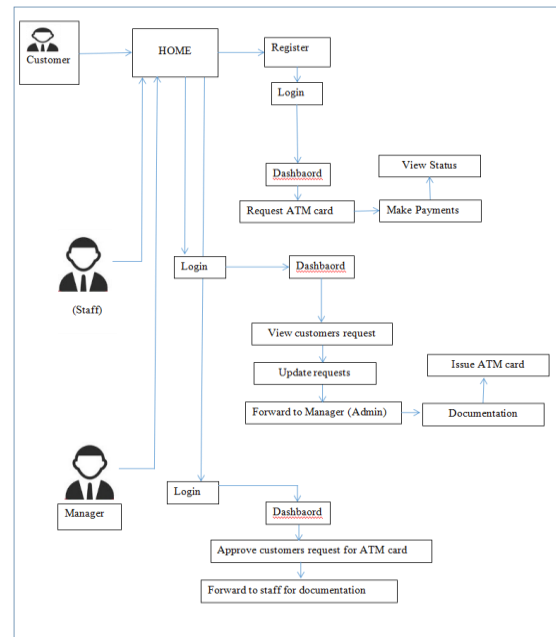 Customer
HOME
Register
Login
Dashbaord
View Status
Request ATM card
Make Payments
Login
Dashbaord
(Staff)
View customers request
Update requests
Issue ATM card
Forward to Manager (Admin)
Documentation
Manager
Login
Dashbaord
Approve customers request for ATM card
Forward to staff for documentation